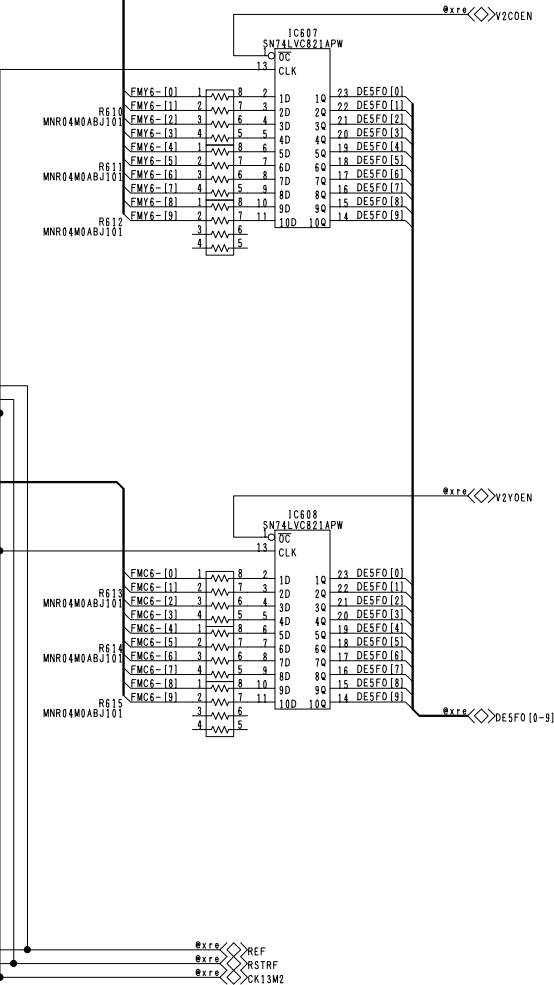 @xre V2COEN
IC607
SN74LVC821APW
1 OC
13 CLK
FMY6-[0] 1 8 2 1D 1Q 23 DE5FO[0]
FMY6-[1] 2 7 3 2D 2Q 22 DE5FO[1]
R610
MNR04M0ABJ101
FMY6-[2] 3 6 4 3D 3Q 21 DE5FO[2]
FMY6-[3] 4 5 5 4D 4Q 20 DE5FO[3]
FMY6-[4] 1 8 6 5D 5Q 19 DE5FO[4]
FMY6-[5] 2 7 7 6D 6Q 18 DE5FO[5]
R611
MNR04M0ABJ101
FMY6-[6] 3 6 8 7D 7Q 17 DE5FO[6]
FMY6-[7] 4 5 9 8D 8Q 16 DE5FO[7]
FMY6-[8] 1 8 10 9D 9Q 15 DE5FO[8]
FMY6-[9] 2 7 11 10D 10Q 14 DE5FO[9]
R612
MNR04M0ABJ101
3 6
4 5
@xre V2YOEN
IC608
SN74LVC821APW
1 OC
13 CLK
FMC6-[0] 1 8 2 1D 1Q 23 DE5FO[0]
FMC6-[1] 2 7 3 2D 2Q 22 DE5FO[1]
R613
MNR04M0ABJ101
FMC6-[2] 3 6 4 3D 3Q 21 DE5FO[2]
FMC6-[3] 4 5 5 4D 4Q 20 DE5FO[3]
FMC6-[4] 1 8 6 5D 5Q 19 DE5FO[4]
FMC6-[5] 2 7 7 6D 6Q 18 DE5FO[5]
R614
MNR04M0ABJ101
FMC6-[6] 3 6 8 7D 7Q 17 DE5FO[6]
FMC6-[7] 4 5 9 8D 8Q 16 DE5FO[7]
FMC6-[8] 1 8 10 9D 9Q 15 DE5FO[8]
FMC6-[9] 2 7 11 10D 10Q 14 DE5FO[9]
R615
MNR04M0ABJ101
3 6
4 5
@xre DE5FO[0-9]
@xre REF
@xre RSTRF
@xre CK13M2